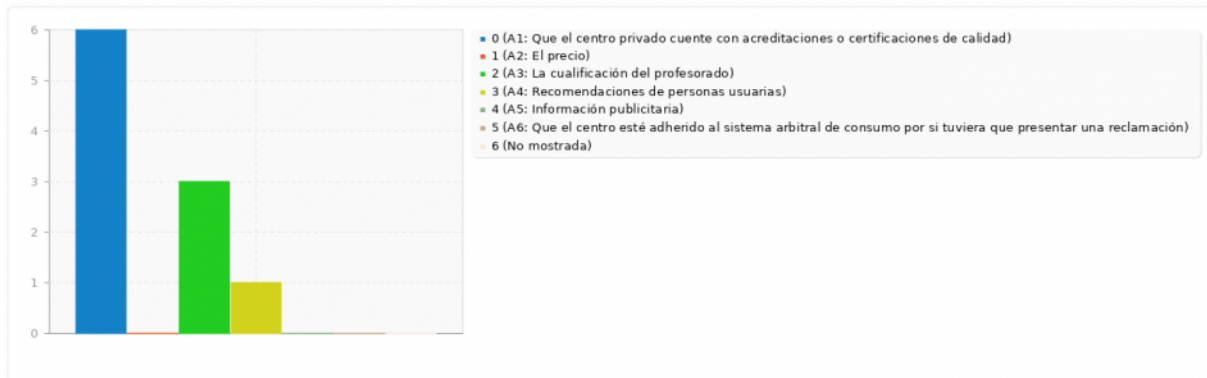 6
5
4
3
2
1
0
0 (A1: Que el centro privado cuente con acreditaciones o certificaciones de calidad)
1 (A2: El precio)
2 (A3: La cualificación del profesorado)
3 (A4: Recomendaciones de personas usuarias)
4 (A5: Información publicitaria)
5 (A6: Que el centro esté adherido al sistema arbitral de consumo por si tuviera que presentar una reclamación)
6 (No mostrada)